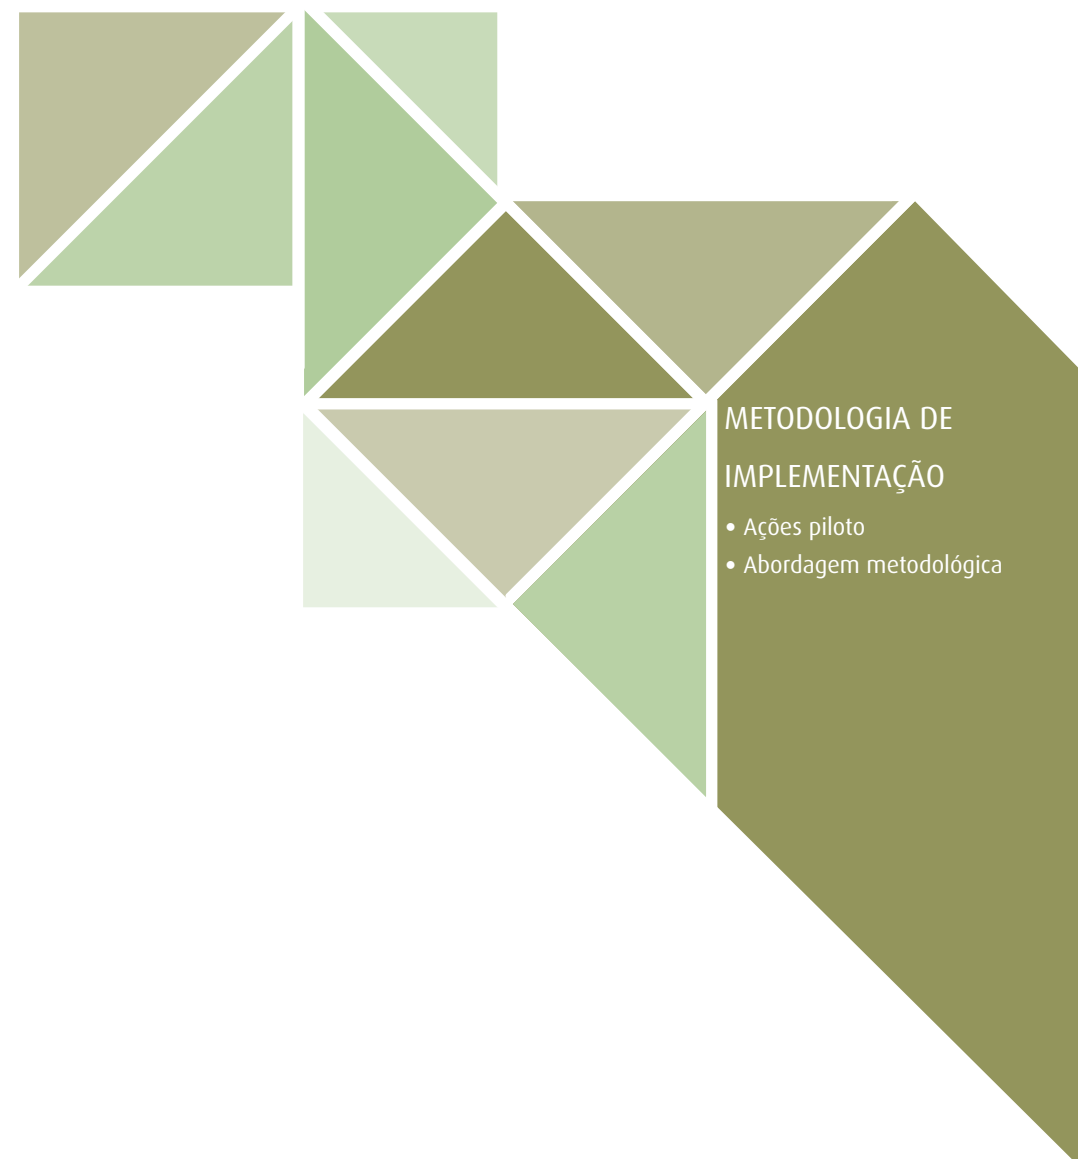 METODOLOGIA DE
IMPLEMENTAÇÃO
• Ações piloto
• Abordagem metodológica